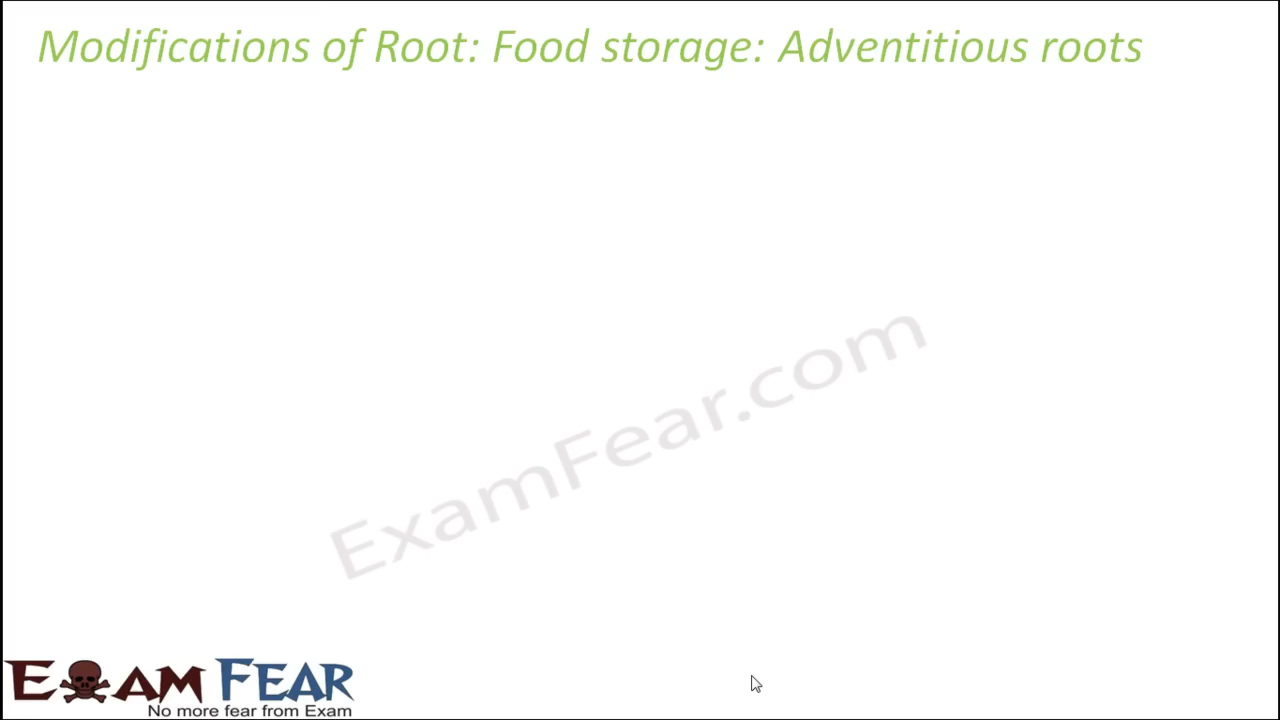 Modifications of Root: Food storage: Adventitious roots
ExamFear.com
EXAM FEAR
No more fear from Exam